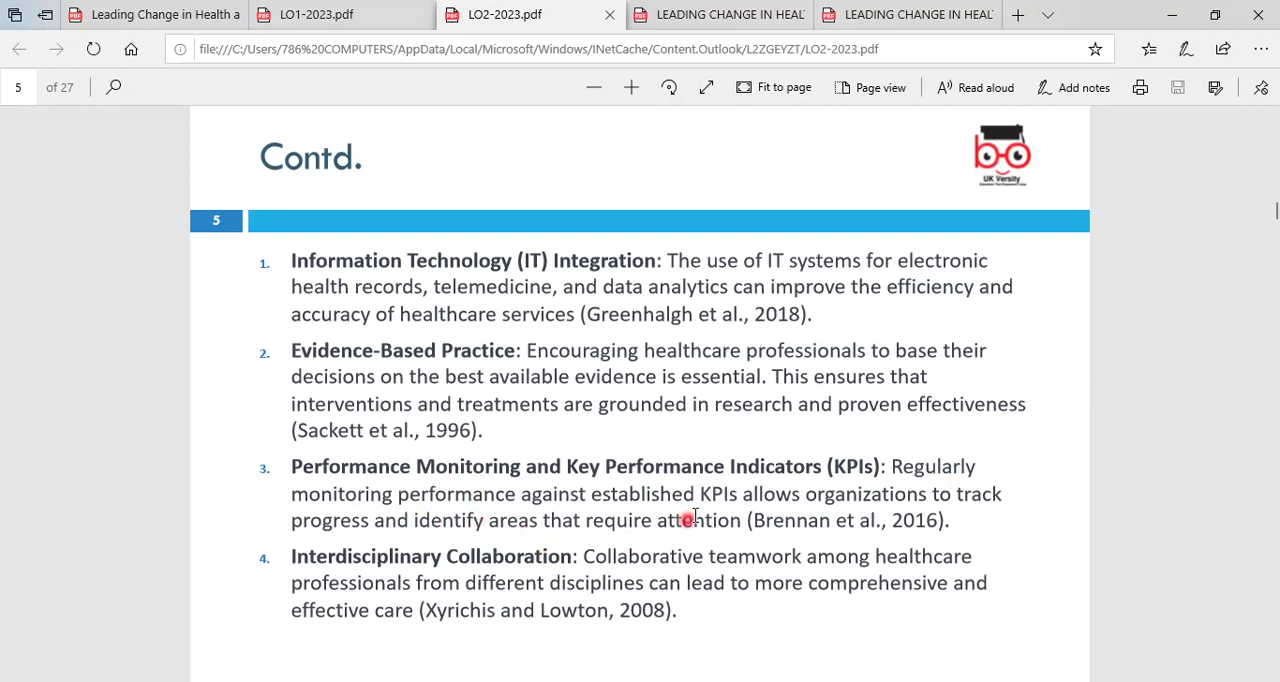 Leading Change in Health a
LO1-2023.pdf
LO2-2023.pdf
LEADING CHANGE IN HEAL
LEADING CHANGE IN HEAL
file:///C:/Users/786%20COMPUTERS/AppData/Local/Microsoft/Windows/INetCache/Content.Outlook/L2ZGEYZT/LO2-2023.pdf
5 of 27
Fit to page
Page view
Read aloud
Add notes
Contd.
UK Versity
5
1. Information Technology (IT) Integration: The use of IT systems for electronic
health records, telemedicine, and data analytics can improve the efficiency and
accuracy of healthcare services (Greenhalgh et al., 2018).
2. Evidence-Based Practice: Encouraging healthcare professionals to base their
decisions on the best available evidence is essential. This ensures that
interventions and treatments are grounded in research and proven effectiveness
(Sackett et al., 1996).
3. Performance Monitoring and Key Performance Indicators (KPIs): Regularly
monitoring performance against established KPIs allows organizations to track
progress and identify areas that require attention (Brennan et al., 2016).
4. Interdisciplinary Collaboration: Collaborative teamwork among healthcare
professionals from different disciplines can lead to more comprehensive and
effective care (Xyrichis and Lowton, 2008).